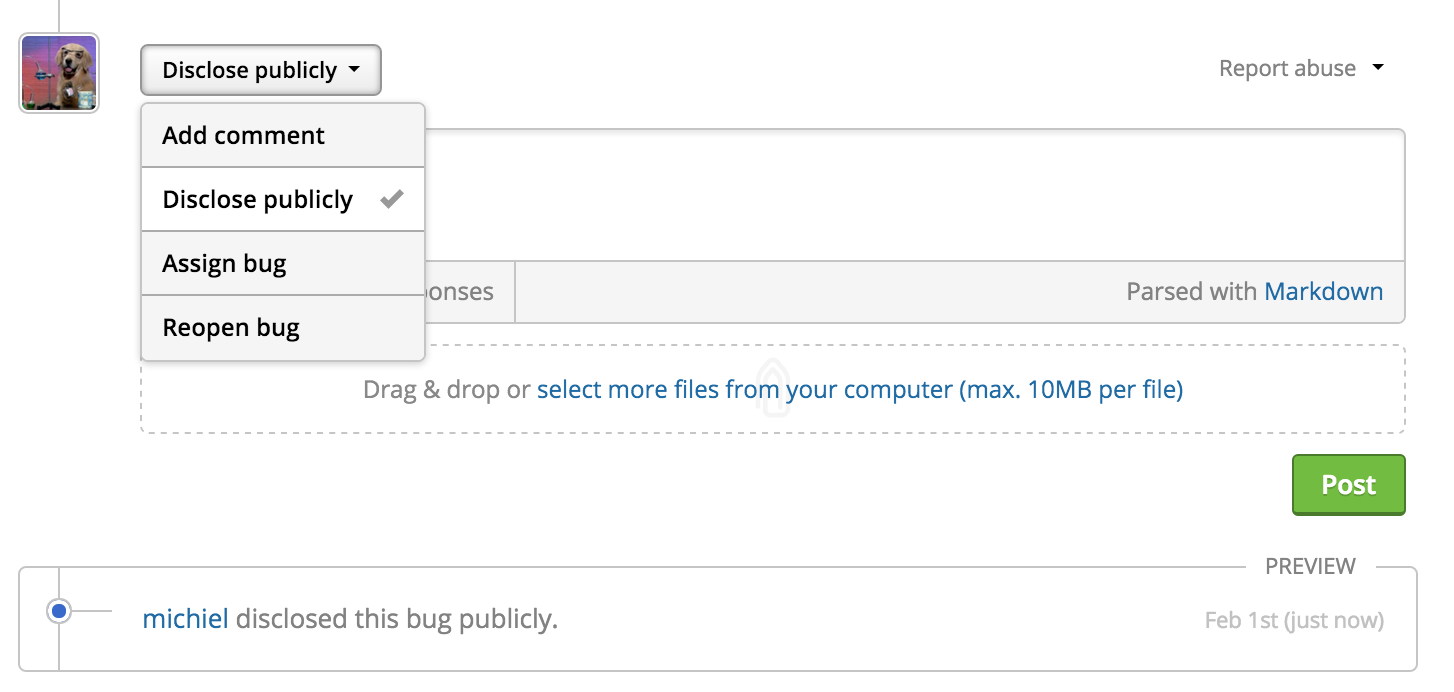 Disclose publicly
Report abuse
Add comment
Disclose publicly
Assign bug
Reopen bug
Parsed with Markdown
Drag & drop or select more files from your computer (max. 10MB per file)
Post
PREVIEW
michiel disclosed this bug publicly.
Feb 1st (just now)